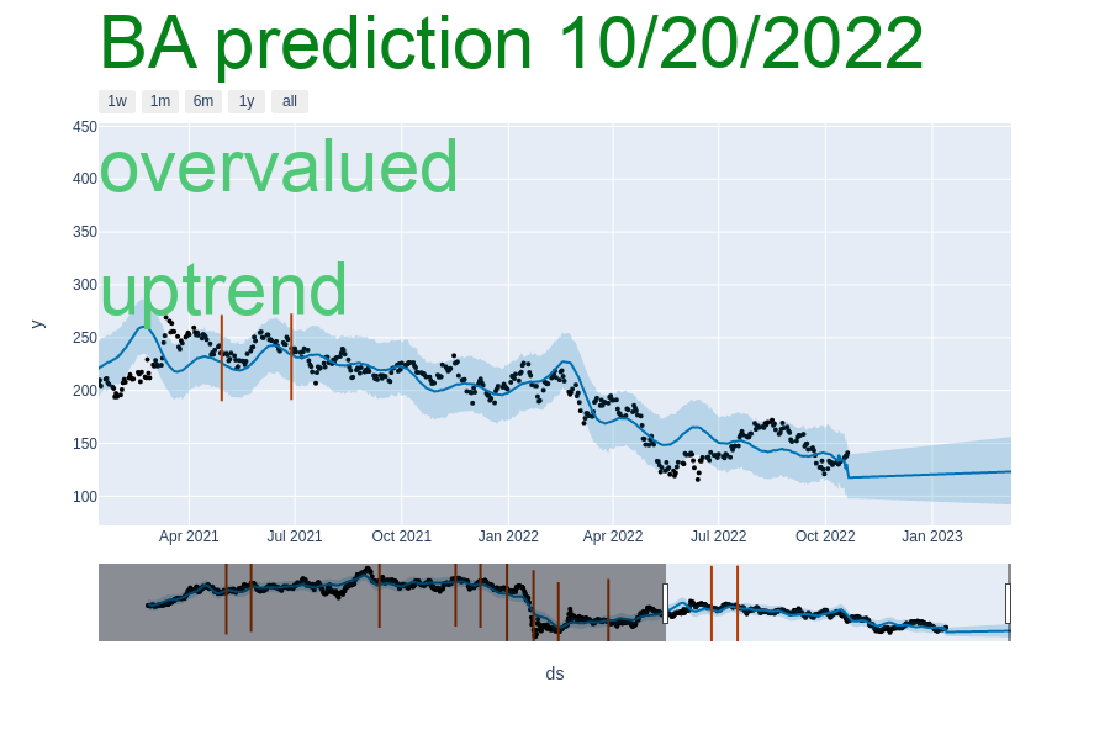 BA prediction 10/20/2022
1w 1m 6m 1y all
450
overvalued
400
350
300
uptrend
250
y
200
150
100
Apr 2021 Jul 2021 Oct 2021 Jan 2022 Apr 2022 Jul 2022 Oct 2022 Jan 2023
ds